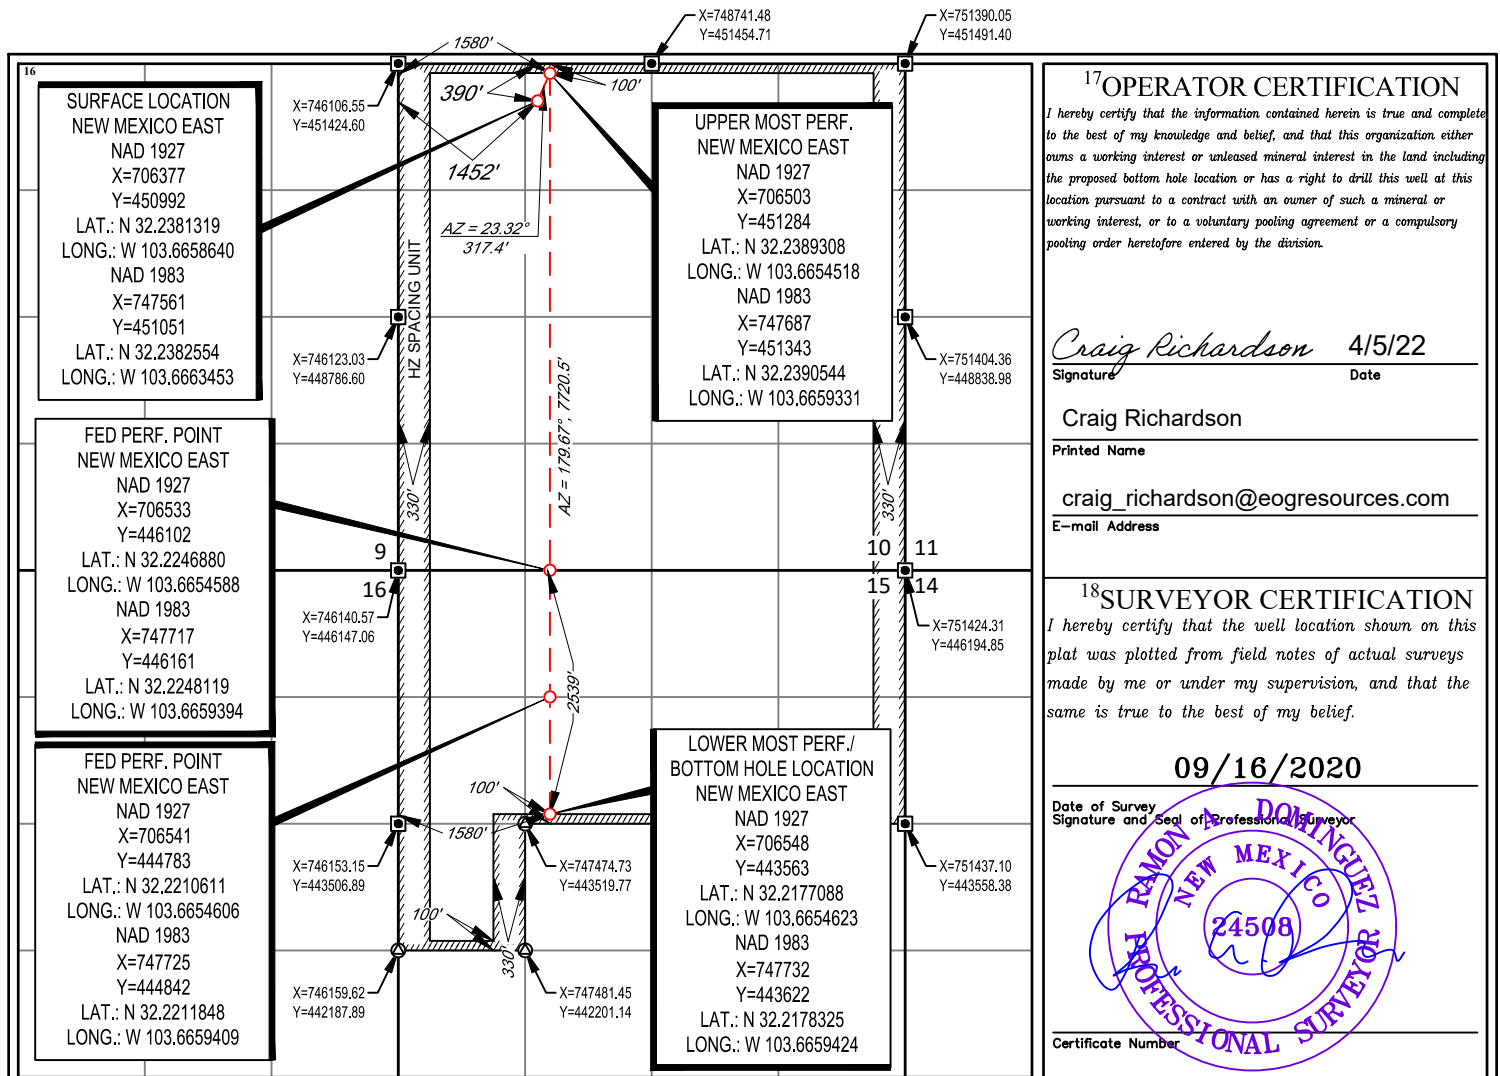 X=748741.48
Y=451454.71
X=751390.05
Y=451491.40
16
1580'
100'
390'
X=746106.55
Y=451424.60
1452'
AZ = 23.32°
317.4'
SURFACE LOCATION
NEW MEXICO EAST
NAD 1927
X=706377
Y=450992
LAT.: N 32.2381319
LONG.: W 103.6658640
NAD 1983
X=747561
Y=451051
LAT.: N 32.2382554
LONG.: W 103.6663453
UPPER MOST PERF.
NEW MEXICO EAST
NAD 1927
X=706503
Y=451284
LAT.: N 32.2389308
LONG.: W 103.6654518
NAD 1983
X=747687
Y=451343
LAT.: N 32.2390544
LONG.: W 103.6659331
HZ SPACING UNIT
X=746123.03
Y=448786.60
X=751404.36
Y=448838.98
AZ = 179.67°, 7720.5'
330'
330'
FED PERF. POINT
NEW MEXICO EAST
NAD 1927
X=706533
Y=446102
LAT.: N 32.2246880
LONG.: W 103.6654588
NAD 1983
X=747717
Y=446161
LAT.: N 32.2248119
LONG.: W 103.6659394
9
16
10 11
15 14
X=746140.57
Y=446147.06
X=751424.31
Y=446194.85
2539'
FED PERF. POINT
NEW MEXICO EAST
NAD 1927
X=706541
Y=444783
LAT.: N 32.2210611
LONG.: W 103.6654606
NAD 1983
X=747725
Y=444842
LAT.: N 32.2211848
LONG.: W 103.6659409
LOWER MOST PERF./
BOTTOM HOLE LOCATION
NEW MEXICO EAST
NAD 1927
X=706548
Y=443563
LAT.: N 32.2177088
LONG.: W 103.6654623
NAD 1983
X=747732
Y=443622
LAT.: N 32.2178325
LONG.: W 103.6659424
100'
1580'
X=746153.15
Y=443506.89
X=747474.73
Y=443519.77
X=751437.10
Y=443558.38
100'
330'
X=746159.62
Y=442187.89
X=747481.45
Y=442201.14
17 OPERATOR CERTIFICATION
I hereby certify that the information contained herein is true and complete
to the best of my knowledge and belief, and that this organization either
owns a working interest or unleased mineral interest in the land including
the proposed bottom hole location or has a right to drill this well at this
location pursuant to a contract with an owner of such a mineral or
working interest, or to a voluntary pooling agreement or a compulsory
pooling order heretofore entered by the division.
Craig Richardson 4/5/22
Signature Date
Craig Richardson
Printed Name
craig_richardson@eogresources.com
E-mail Address
18 SURVEYOR CERTIFICATION
I hereby certify that the well location shown on this
plat was plotted from field notes of actual surveys
made by me or under my supervision, and that the
same is true to the best of my belief.
09/16/2020
Date of Survey
Signature and Seal of Professional Surveyor
RAMON A. DOMINGUEZ
NEW MEXICO
24508
PROFESSIONAL SURVEYOR
Certificate Number